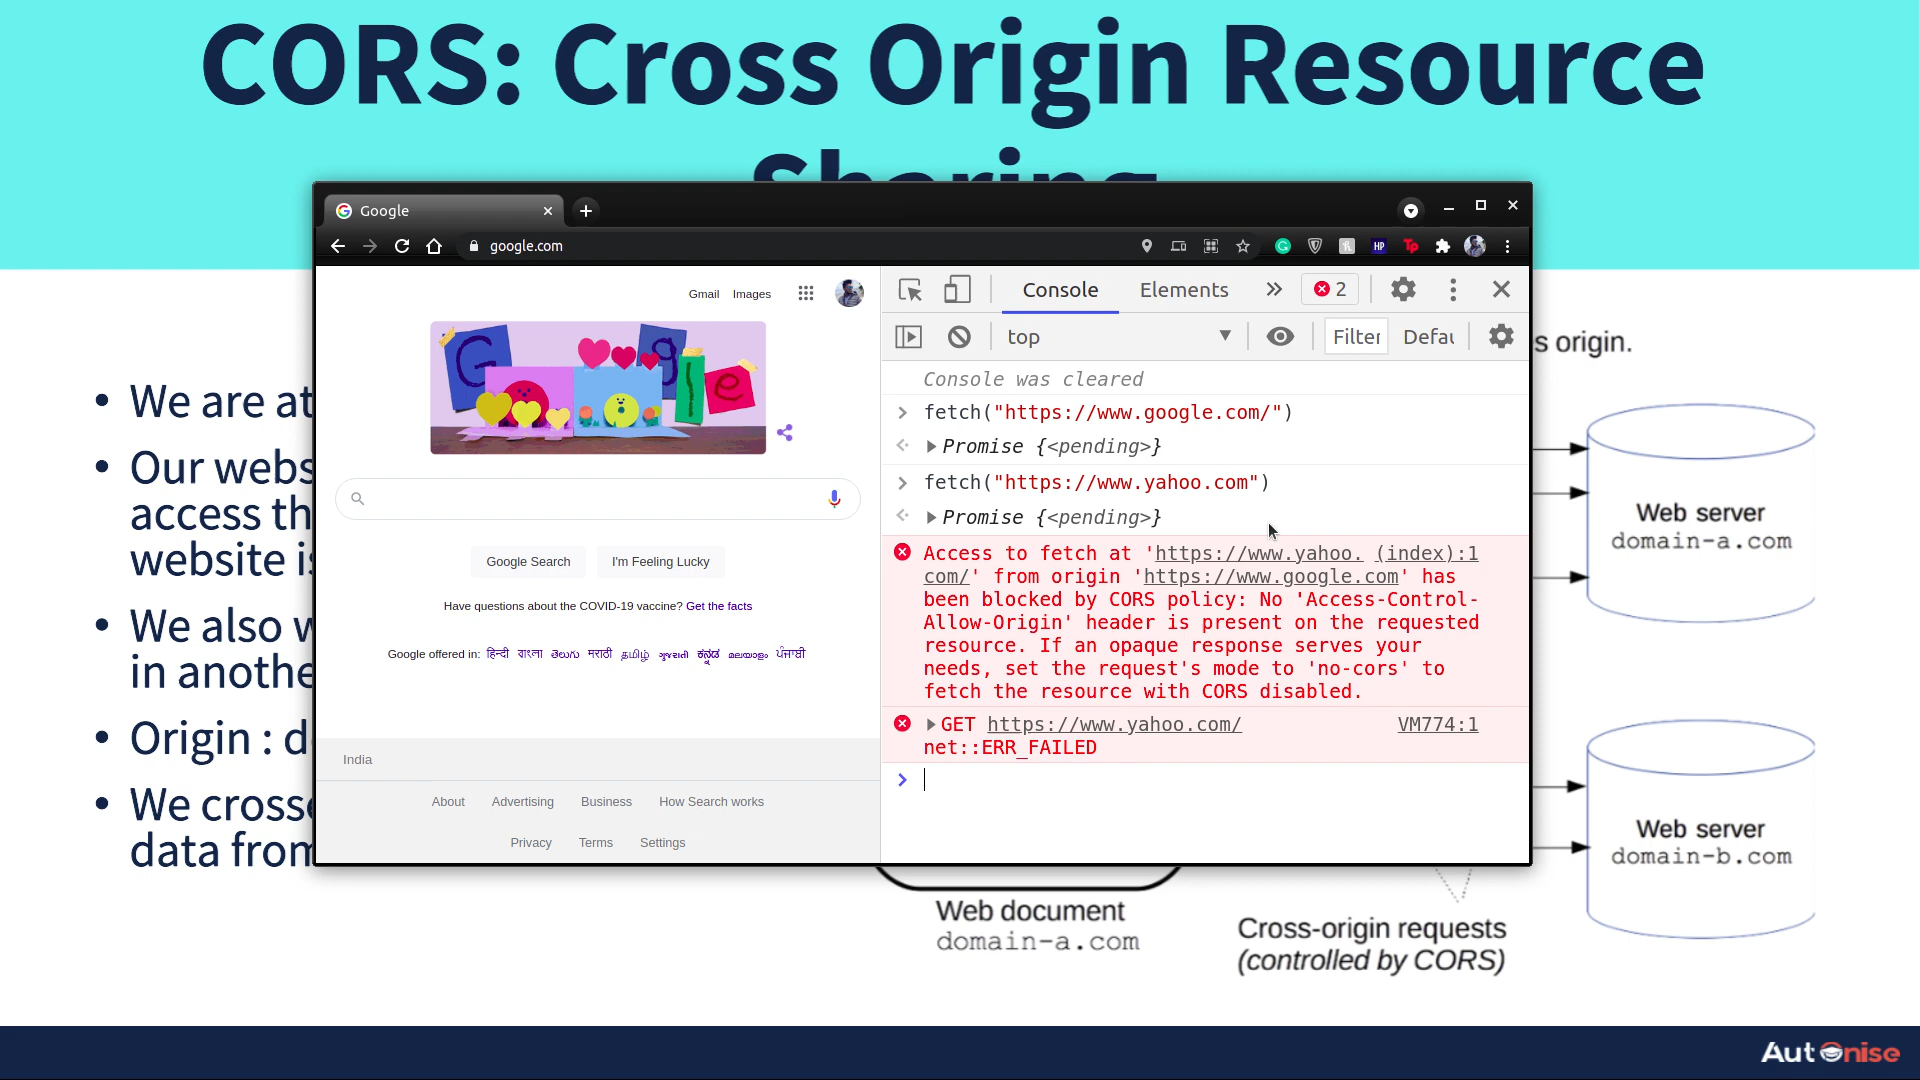 CORS: Cross Origin Resource
Sharing
Google
google.com
HP
Tp
Gmail Images
Google Search
I'm Feeling Lucky
Have questions about the COVID-19 vaccine? Get the facts
Google offered in: हिन्दी বাংলা తెలుగు मराठी தமிழ் ગુજરાતી ಕನ್ನಡ മലയാളം ਪੰਜਾਬੀ
India
About Advertising Business How Search works
Privacy Terms Settings
Console Elements 2
top Filter Defau
Console was cleared
fetch("https://www.google.com/")
Promise {<pending>}
fetch("https://www.yahoo.com")
Promise {<pending>}
Access to fetch at 'https://www.yahoo. (index):1
com/' from origin 'https://www.google.com' has
been blocked by CORS policy: No 'Access-Control-
Allow-Origin' header is present on the requested
resource. If an opaque response serves your
needs, set the request's mode to 'no-cors' to
fetch the resource with CORS disabled.
GET https://www.yahoo.com/ VM774:1
net::ERR_FAILED
s origin.
• We are at
• Our webs
access th
website is
• We also w
in anothe
• Origin : d
• We crosse
data from
Web server
domain-a.com
Web server
domain-b.com
Web document
domain-a.com
Cross-origin requests
(controlled by CORS)
Autonise